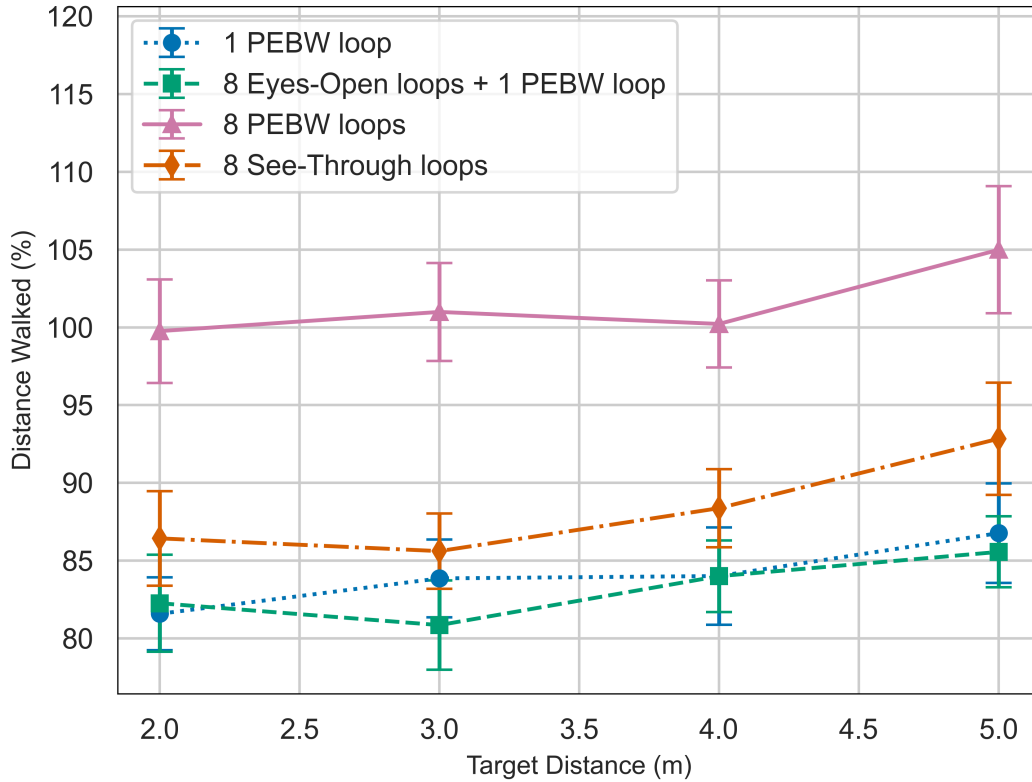 120
115
110
105
100
95
90
85
80
Distance Walked (%)
1 PEBW loop
8 Eyes-Open loops + 1 PEBW loop
8 PEBW loops
8 See-Through loops
2.0 2.5 3.0 3.5 4.0 4.5 5.0
Target Distance (m)